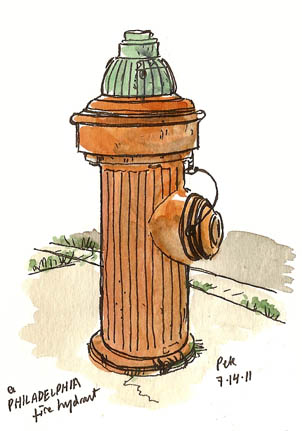 a
PHILADELPHIA
fire hydrant
Pek
7.14.11